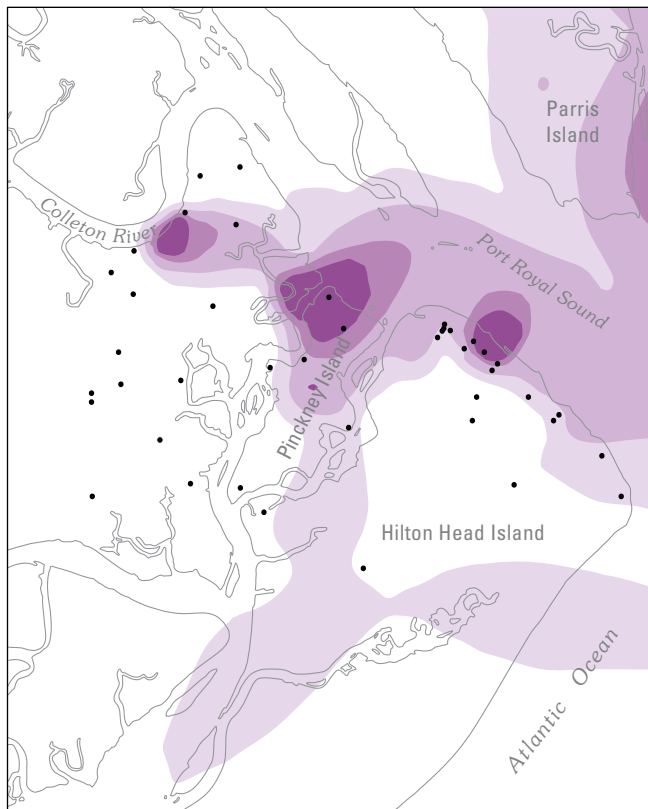 Parris
Island
Colleton River
Port Royal Sound
Pinckney Island
Hilton Head Island
Atlantic Ocean